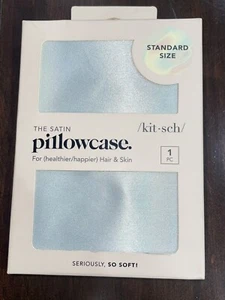 STANDARD
SIZE
THE SATIN
pillowcase.
/kit·sch/
For (healthier/happier) Hair & Skin
1
PC
SERIOUSLY, SO SOFT!